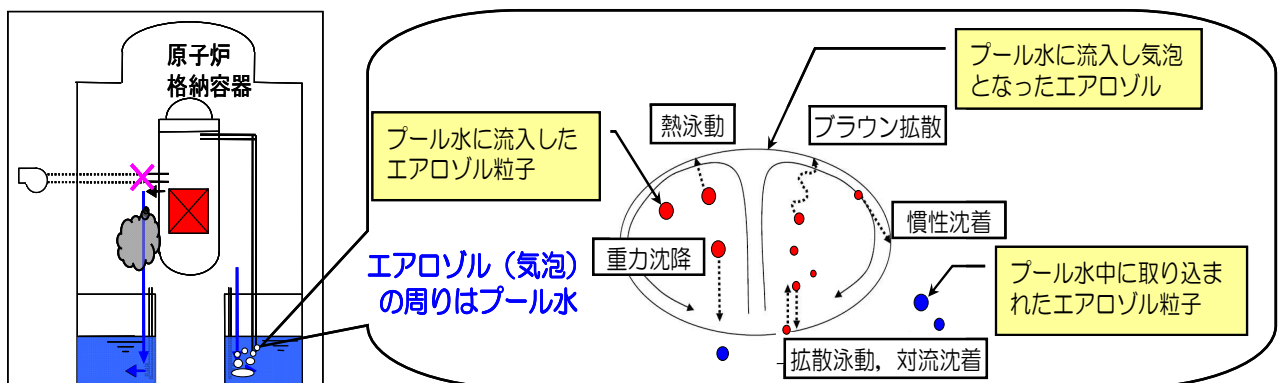 原子炉
格納容器
プール水に流入した
エアロゾル粒子
エアロゾル（気泡）
の周りはプール水
プール水に流入し気泡
となったエアロゾル
熱泳動
ブラウン拡散
慣性沈着
重力沈降
プール水中に取り込ま
れたエアロゾル粒子
拡散泳動，対流沈着